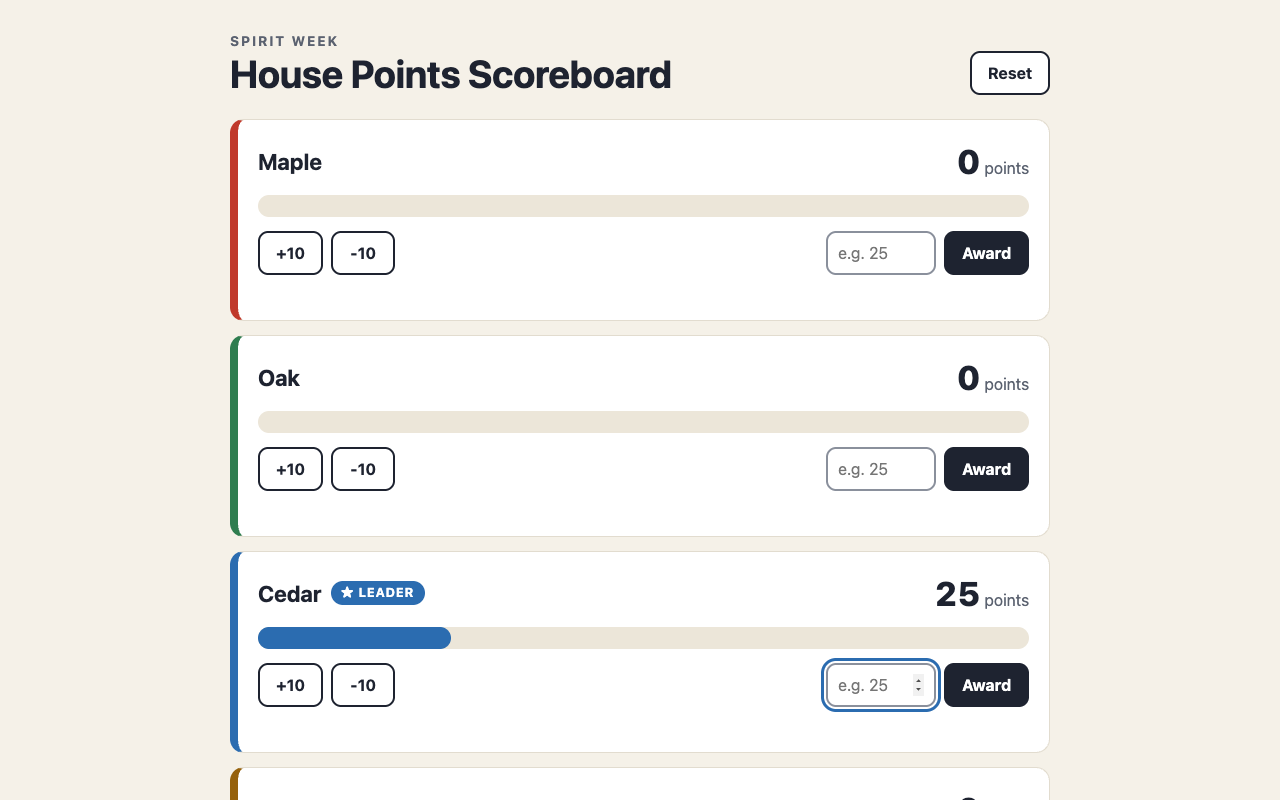 SPIRIT WEEK
House Points Scoreboard
Reset
Maple
0 points
+10
-10
e.g. 25
Award
Oak
0 points
+10
-10
e.g. 25
Award
Cedar
LEADER
25 points
+10
-10
e.g. 25
Award